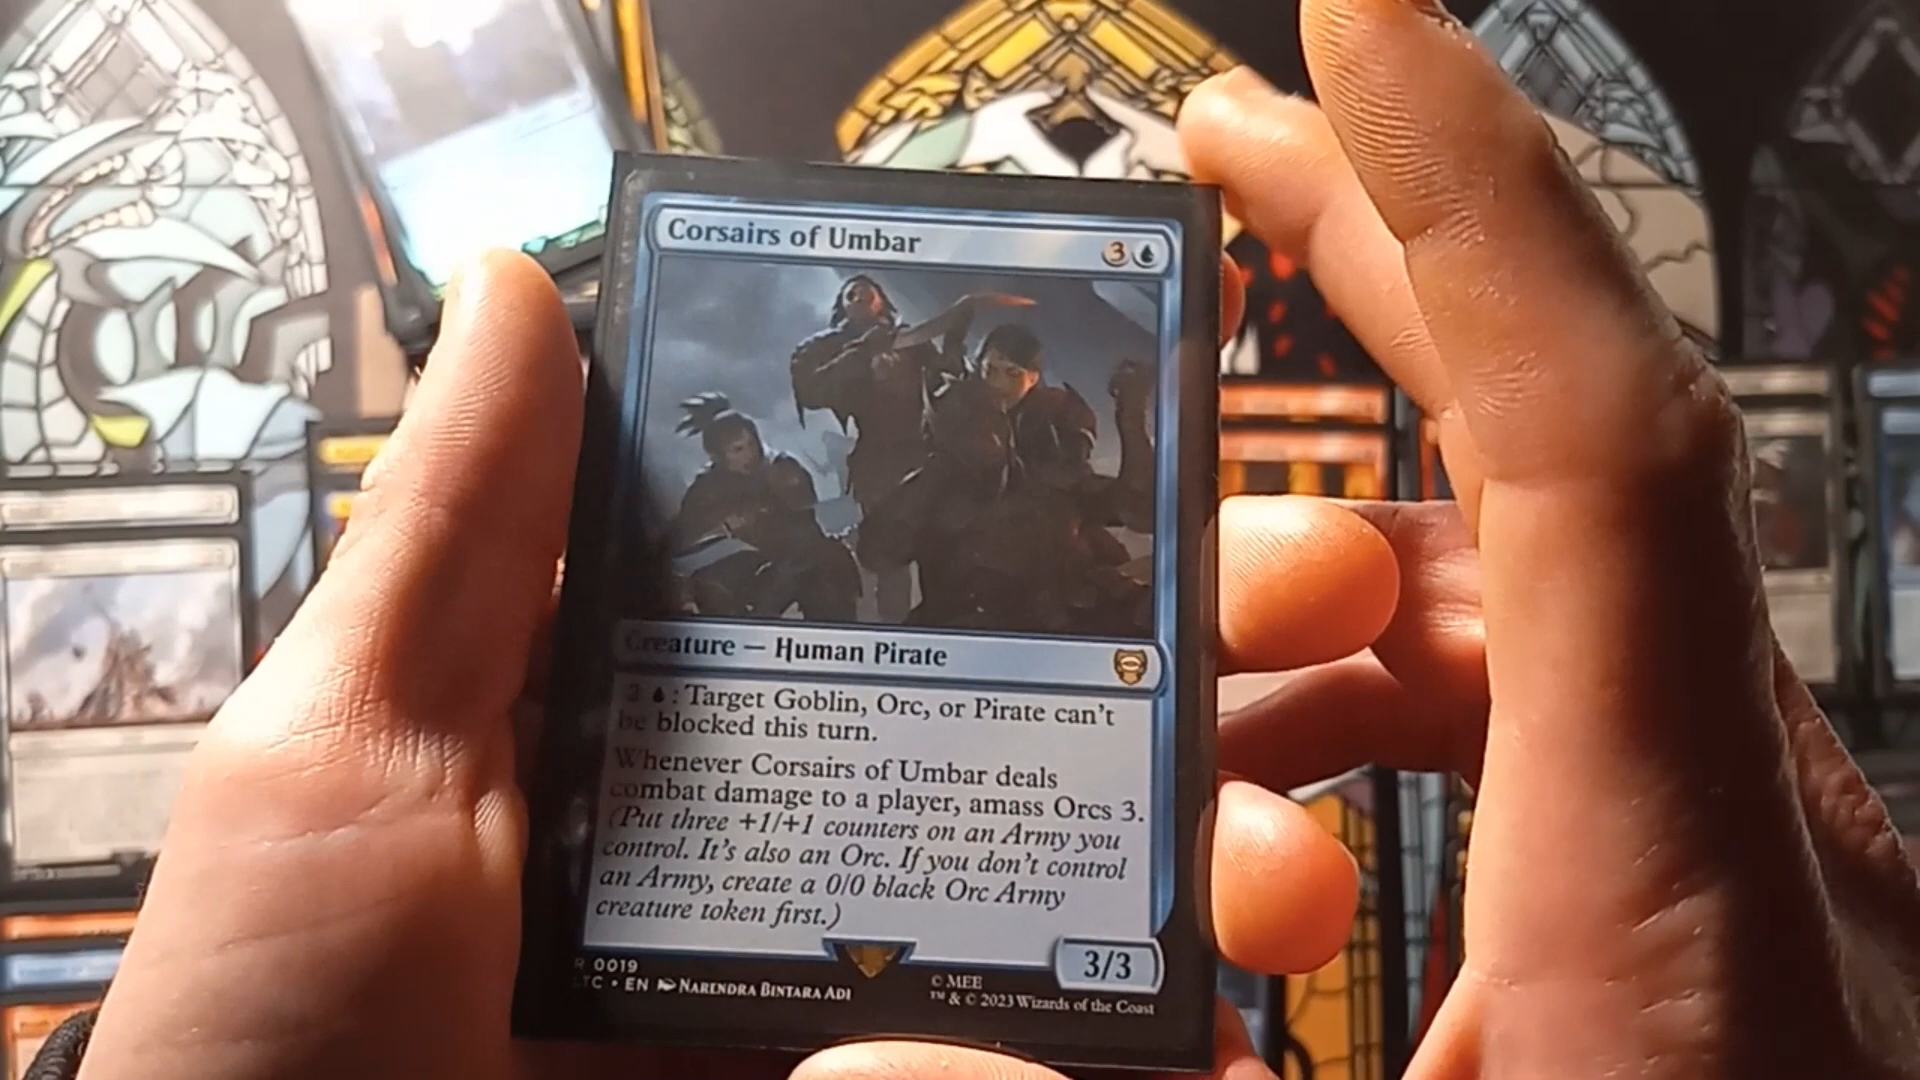 Corsairs of Umbar
3
Creature — Human Pirate
: Target Goblin, Orc, or Pirate can't
be blocked this turn.
Whenever Corsairs of Umbar deals
combat damage to a player, amass Orcs 3.
(Put three +1/+1 counters on an Army you
control. It's also an Orc. If you don't control
an Army, create a 0/0 black Orc Army
creature token first.)
3/3
R 0019
LTC • EN NARENDRA BINTARA ADI
© MEE
™ & © 2023 Wizards of the Coast